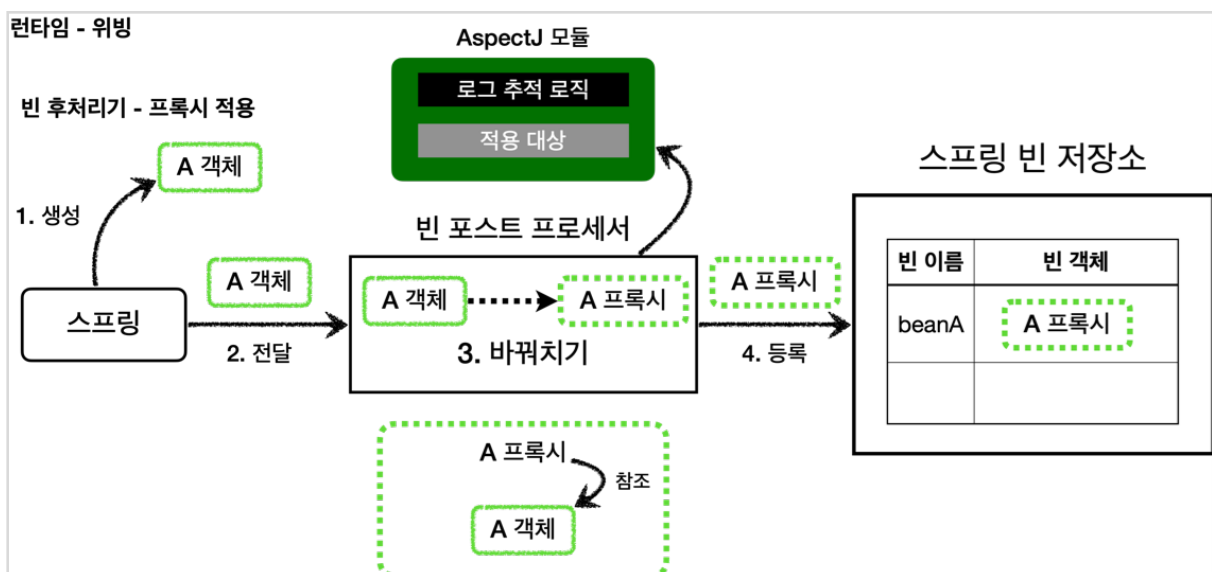 런타임 - 위빙
AspectJ 모듈
로그 추적 로직
적용 대상
빈 후처리기 - 프록시 적용
A 객체
1. 생성
스프링
A 객체
2. 전달
빈 포스트 프로세서
A 객체
A 프록시
3. 바꿔치기
A 프록시
4. 등록
스프링 빈 저장소
빈 이름 빈 객체
beanA A 프록시
A 프록시
참조
A 객체